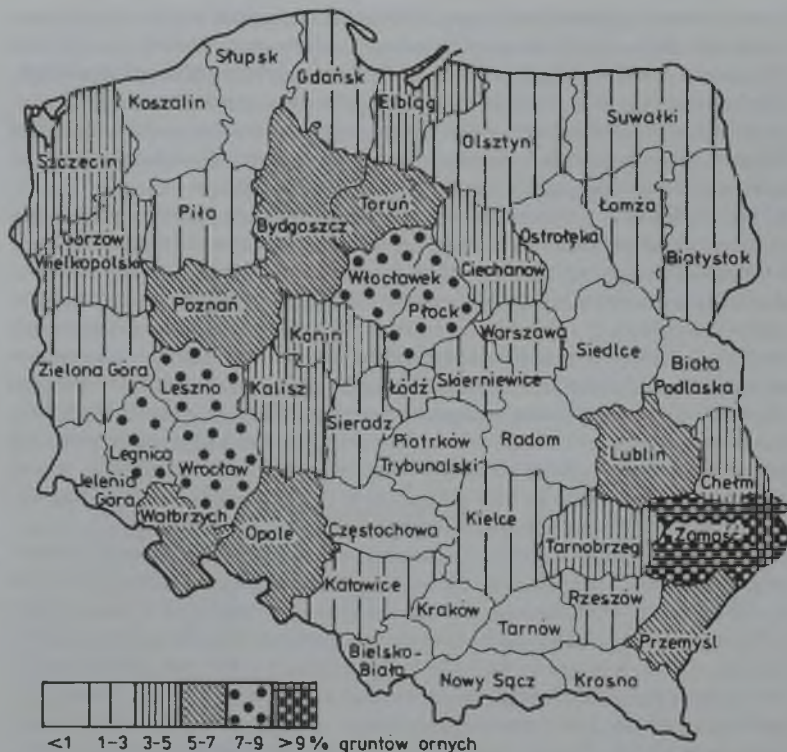 Słupsk
Gdańsk
Elbląg
Koszalin
Suwałki
Olsztyn
Szczecin
Piła
Toruń
Łomża
Bydgoszcz
Ostrołęka
Białystok
Gorzów
Wielkopolski
Włocławek
Ciechanow
Poznań
Płock
Konin
Warszawa
Siedlce
Biała
Podlaska
Zielona Góra
Leszno
Kalisz
Łódź
Skierniewice
Sieradz
Legnica
Wrocław
Piotrków
Trybunalski
Radom
Lublin
Jelenia
Góra
Chełm
Wałbrzych
Opole
Częstochowa
Kielce
Zamość
Tarnobrzeg
Katowice
Kraków
Rzeszów
Tarnów
Przemyśl
Bielsko-
Biała
Nowy Sącz
Krosno
<1 1-3 3-5 5-7 7-9 >9% gruntów ornych